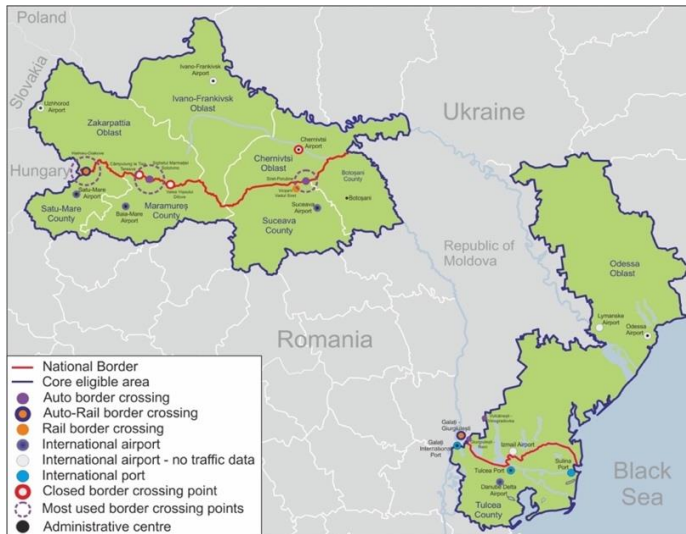 Poland
Slovakia
Hungary
Ukraine
Romania
Republic of
Moldova
Black
Sea
Ivano-Frankivsk
Airport
Ivano-Frankivsk
Oblast
Uzhhorod
Airport
Zakarpattia
Oblast
Chernivtsi
Airport
Chernivtsi
Oblast
Botoșani
County
Botoșani
Satu-Mare
Airport
Satu-Mare
County
Baia-Mare
Airport
Maramureș
County
Suceava
Airport
Suceava
County
Odessa
Oblast
Lymanske
Airport
Odessa
Airport
Galați -
Giurgiulești
Galați
International
Port
Izmail Airport
Tulcea Port
Sulina
Port
Danube Delta
Airport
Tulcea
County
National Border
Core eligible area
Auto border crossing
Auto-Rail border crossing
Rail border crossing
International airport
International airport - no traffic data
International port
Closed border crossing point
Most used border crossing points
Administrative centre